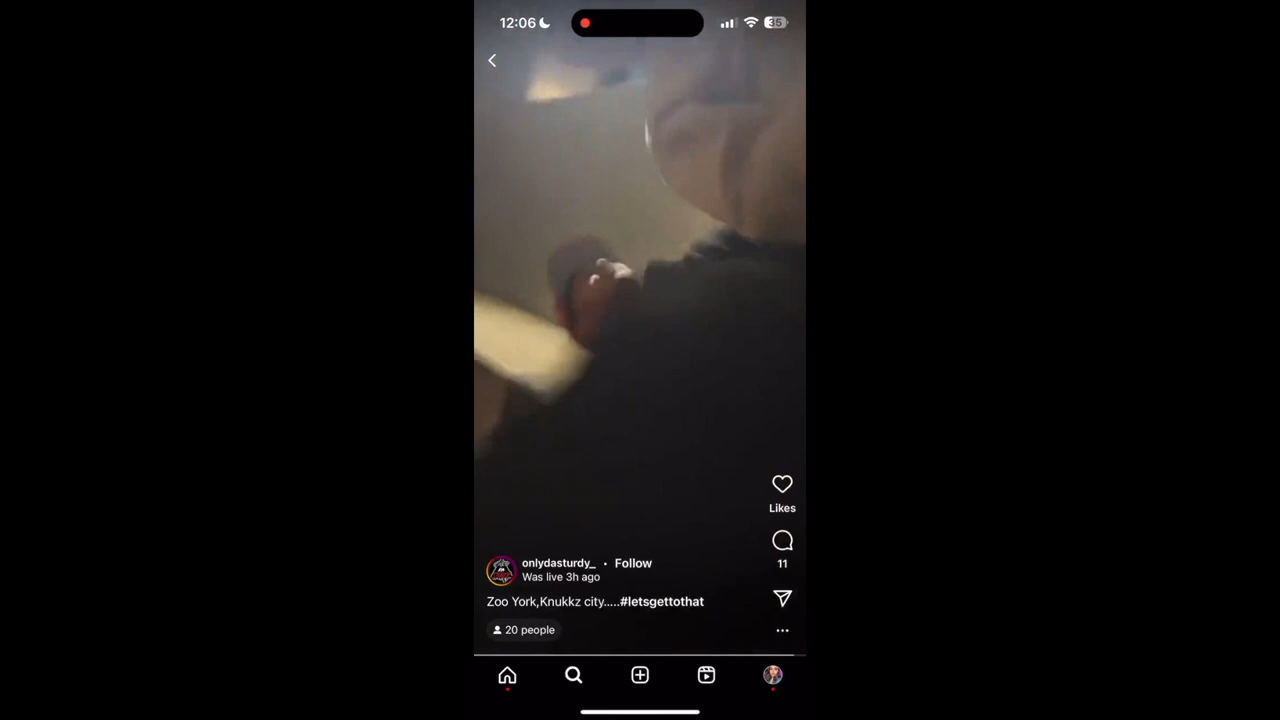 12:06
35
Likes
11
onlydasturdy_ · Follow
Was live 3h ago
Zoo York,Knukkz city.....#letsgettothat
20 people